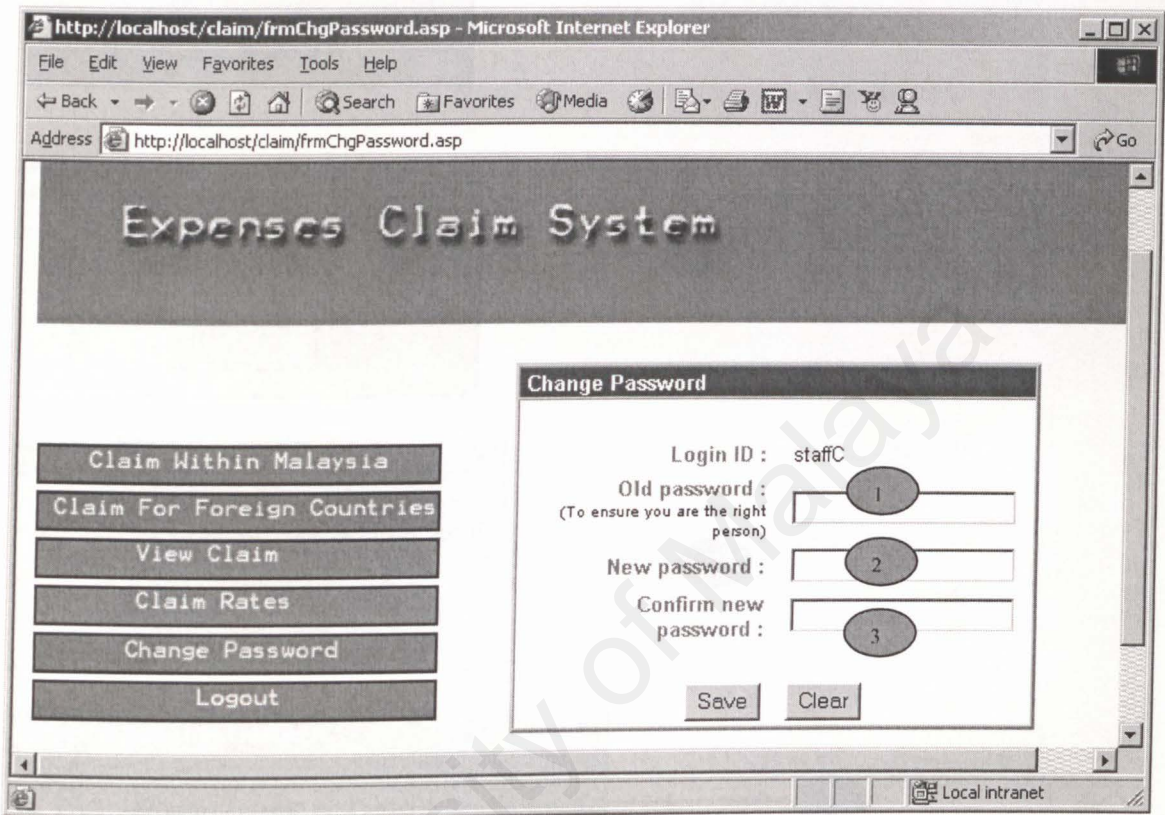 http://localhost/claim/frmChgPassword.asp - Microsoft Internet Explorer
File Edit View Favorites Tools Help
Back Search Favorites Media
Address http://localhost/claim/frmChgPassword.asp Go
Expenses Claim System
Claim Within Malaysia
Claim For Foreign Countries
View Claim
Claim Rates
Change Password
Logout
Change Password
Login ID : staffC
Old password : 1
(To ensure you are the right
person)
New password : 2
Confirm new
password : 3
Save Clear
Local intranet
University of Malaya